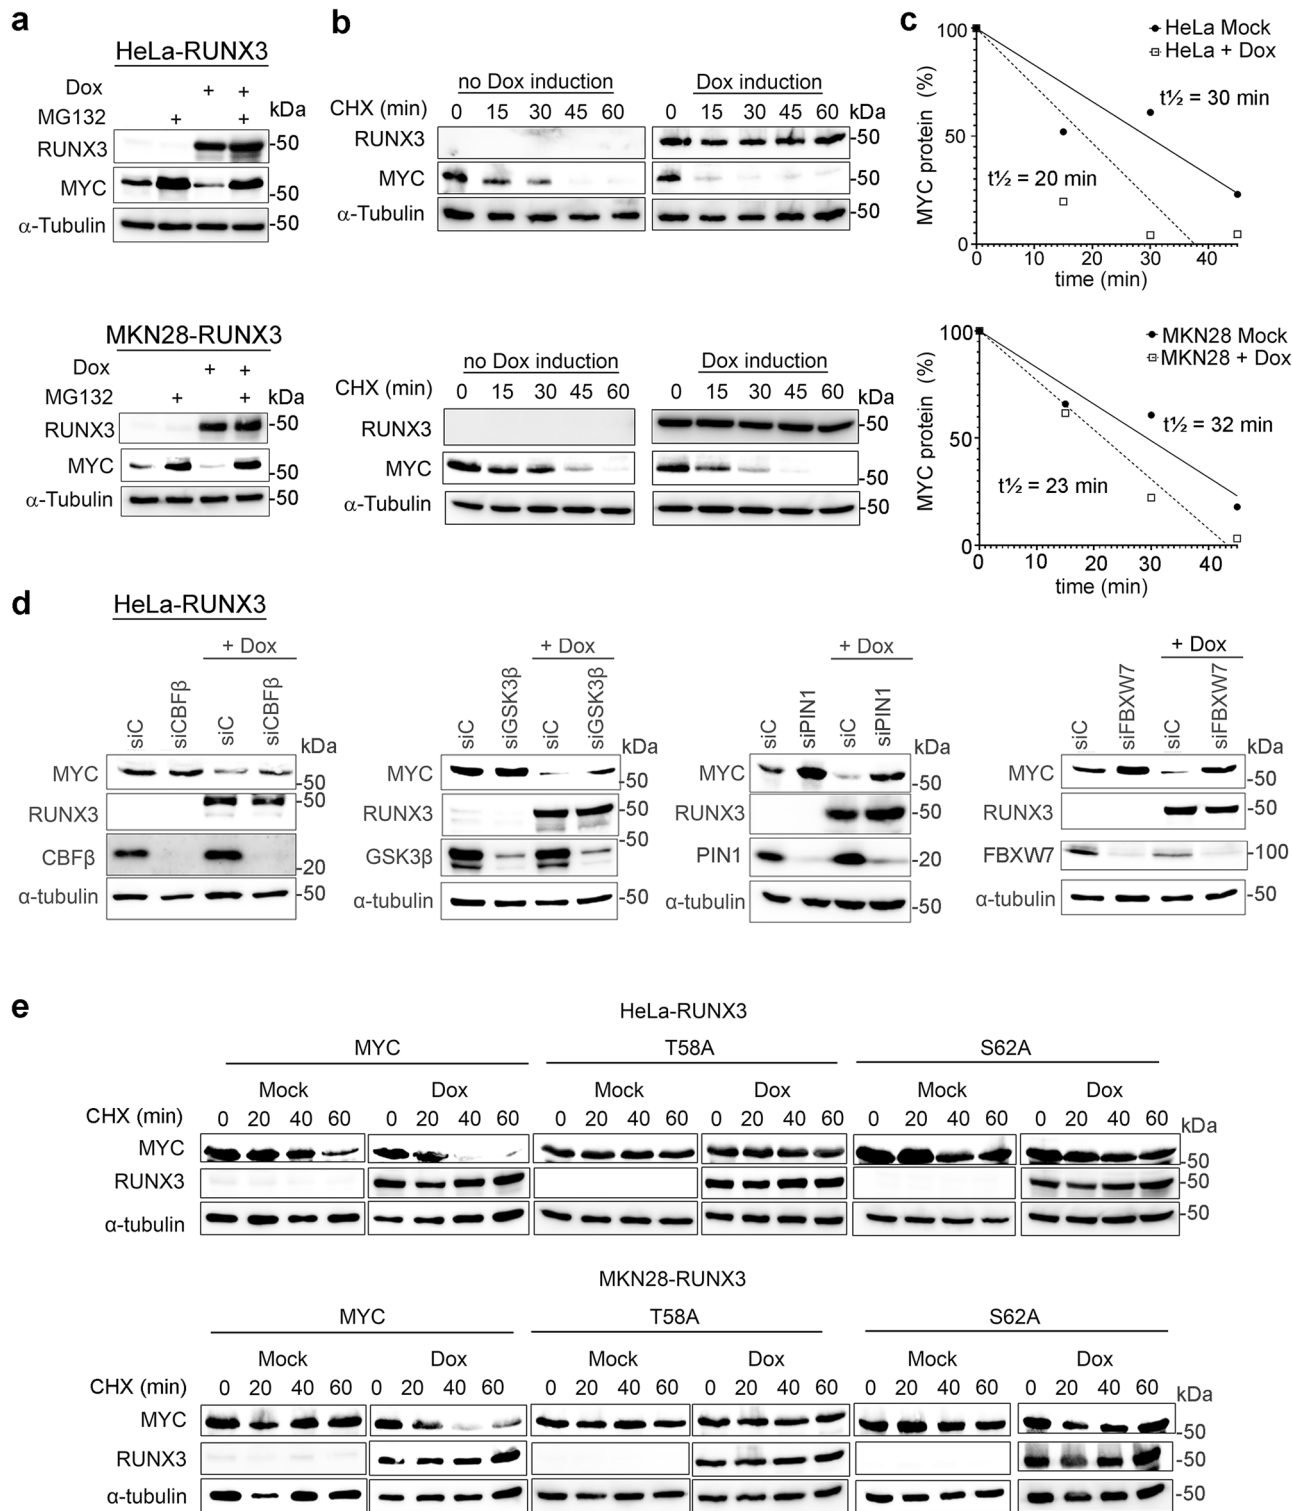 a
HeLa-RUNX3
Dox + +
MG132 + + kDa
RUNX3 -50
MYC -50
α-Tubulin -50
MKN28-RUNX3
Dox + +
MG132 + + kDa
RUNX3 -50
MYC -50
α-Tubulin -50
b
no Dox induction Dox induction
CHX (min) 0 15 30 45 60 0 15 30 45 60 kDa
RUNX3 -50
MYC -50
α-Tubulin -50
no Dox induction Dox induction
CHX (min) 0 15 30 45 60 0 15 30 45 60 kDa
RUNX3 -50
MYC -50
α-Tubulin -50
c
HeLa Mock
HeLa + Dox
MYC protein (%)
100
50
0
t½ = 30 min
t½ = 20 min
0 10 20 30 40
time (min)
MKN28 Mock
MKN28 + Dox
MYC protein (%)
100
50
0
t½ = 32 min
t½ = 23 min
0 10 20 30 40
time (min)
d
HeLa-RUNX3
+ Dox
siC siCBFβ siC siCBFβ kDa
MYC -50
RUNX3 -50
CBFβ -20
α-tubulin -50
+ Dox
siC siGSK3β siC siGSK3β kDa
MYC -50
RUNX3 -50
GSK3β
α-tubulin -50
+ Dox
siC siPIN1 siC siPIN1 kDa
MYC -50
RUNX3 -50
PIN1 -20
α-tubulin -50
+ Dox
siC siFBXW7 siC siFBXW7 kDa
MYC -50
RUNX3 -50
FBXW7 -100
α-tubulin -50
e
HeLa-RUNX3
MYC T58A S62A
Mock Dox Mock Dox Mock Dox
CHX (min) 0 20 40 60 0 20 40 60 0 20 40 60 0 20 40 60 0 20 40 60 0 20 40 60 kDa
MYC -50
RUNX3 -50
α-tubulin -50
MKN28-RUNX3
MYC T58A S62A
Mock Dox Mock Dox Mock Dox
CHX (min) 0 20 40 60 0 20 40 60 0 20 40 60 0 20 40 60 0 20 40 60 0 20 40 60 kDa
MYC -50
RUNX3 -50
α-tubulin -50